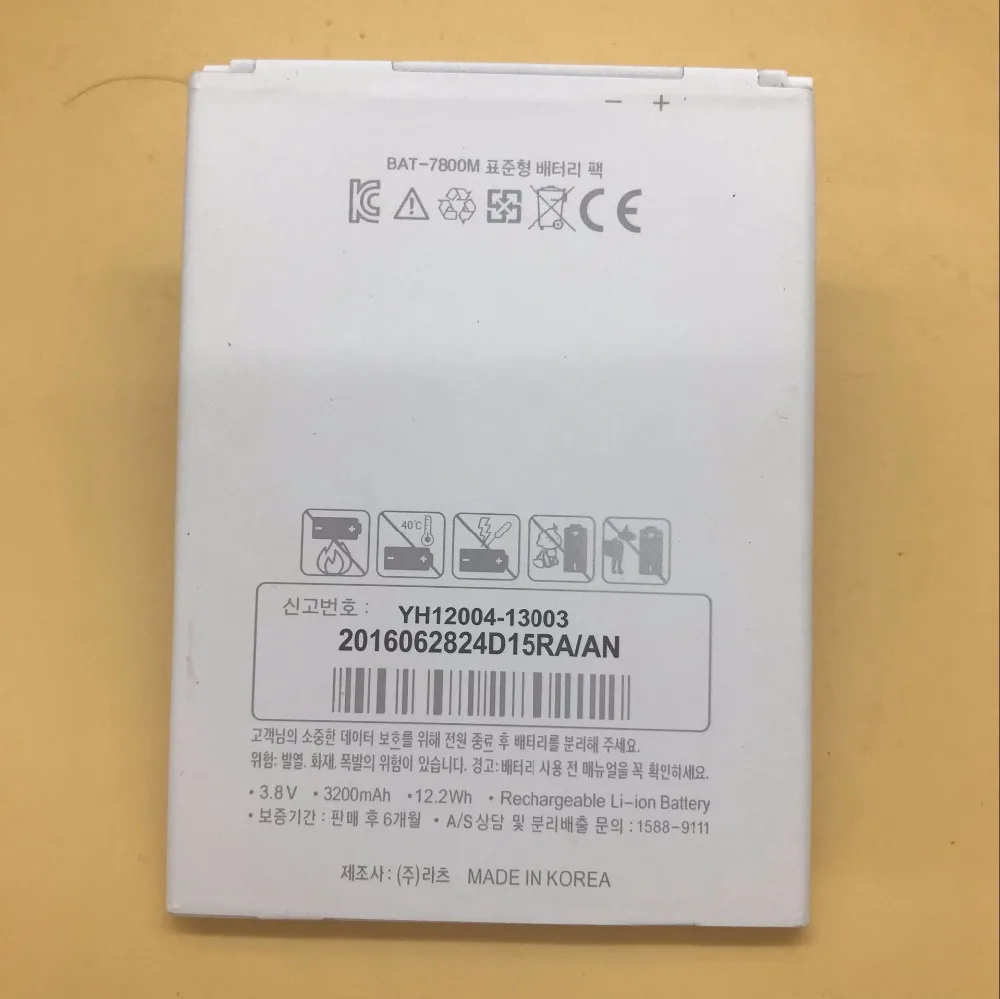 − +
BAT-7800M 표준형 배터리 팩
40℃
신고번호 : YH12004-13003
2016062824D15RA/AN
고객님의 소중한 데이터 보호를 위해 전원 종료 후 배터리를 분리해 주세요.
위험: 발열, 화재, 폭발의 위험이 있습니다. 경고: 배터리 사용 전 매뉴얼을 꼭 확인하세요.
• 3.8V • 3200mAh • 12.2Wh • Rechargeable Li-ion Battery
• 보증기간 : 판매 후 6개월 • A/S상담 및 분리배출 문의 : 1588-9111
제조사: (주)라츠 MADE IN KOREA